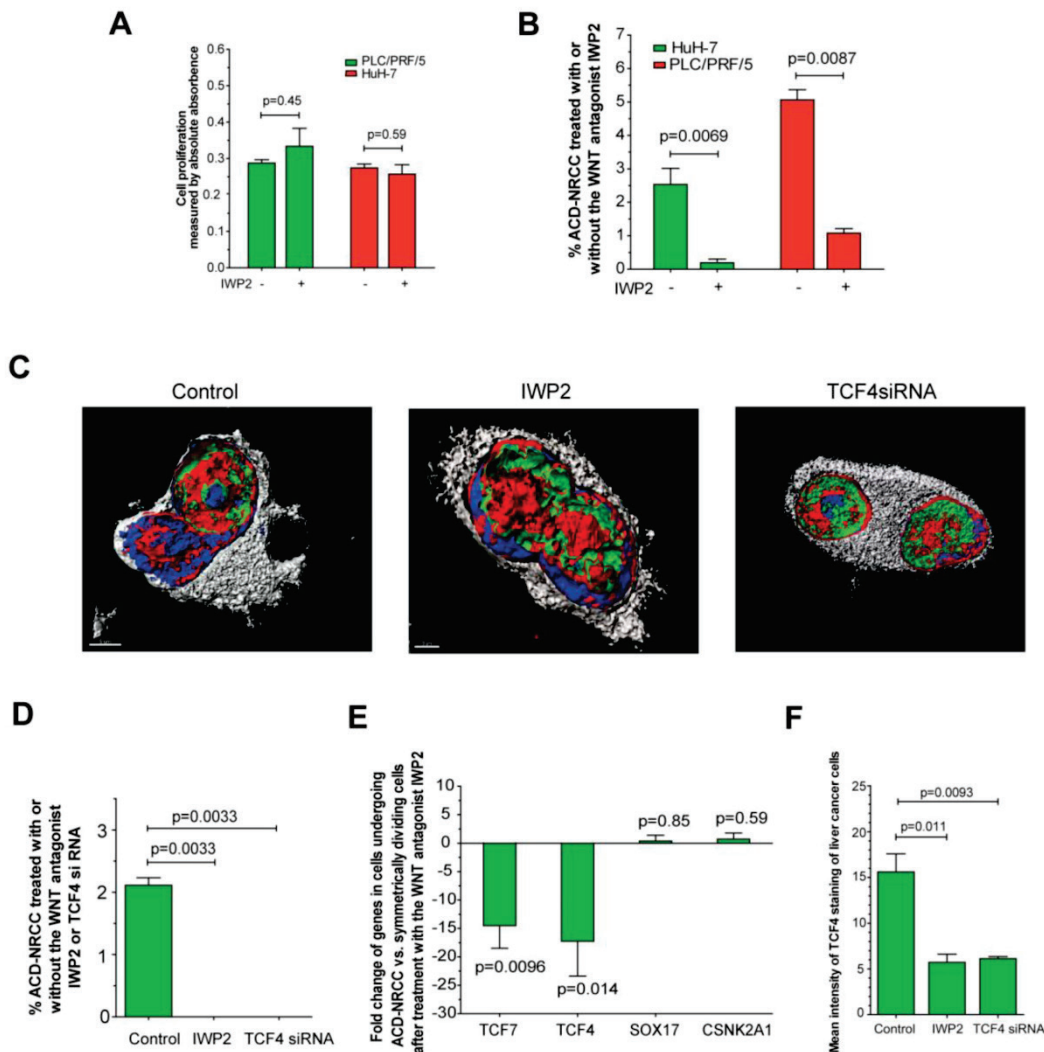 A
Cell proliferation
measured by absolute absorbence
0.6
0.5
0.4
0.3
0.2
0.1
0.0
PLC/PRF/5
HuH-7
p=0.45
p=0.59
IWP2 - + - +
B
% ACD-NRCC treated with or
without the WNT antagonist IWP2
7
6
5
4
3
2
1
0
HuH-7
PLC/PRF/5
p=0.0087
p=0.0069
IWP2 - + - +
C
Control IWP2 TCF4siRNA
D
% ACD-NRCC treated with or
without the WNT antagonist
IWP2 or TCF4 si RNA
3
2
1
0
p=0.0033
p=0.0033
Control IWP2 TCF4 siRNA
E
Fold change of genes in cells undergoing
ACD-NRCC vs. symmetrically dividing cells
after treatment with the WNT antagonist IWP2
10
5
0
-5
-10
-15
-20
-25
-30
p=0.85 p=0.59
p=0.0096
p=0.014
TCF7 TCF4 SOX17 CSNK2A1
F
Mean intensity of TCF4 staining of liver cancer cells
25
20
15
10
5
0
p=0.0093
p=0.011
Control IWP2 TCF4 siRNA